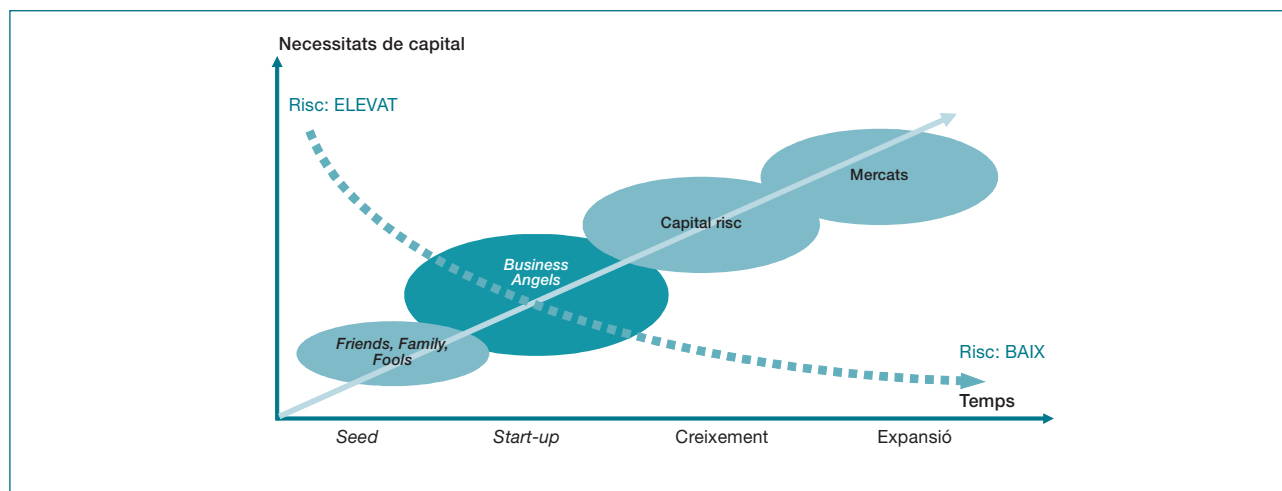 Necessitats de capital
Risc: ELEVAT
Mercats
Capital risc
Business
Angels
Friends, Family,
Fools
Risc: BAIX
Temps
Seed
Start-up
Creixement
Expansió